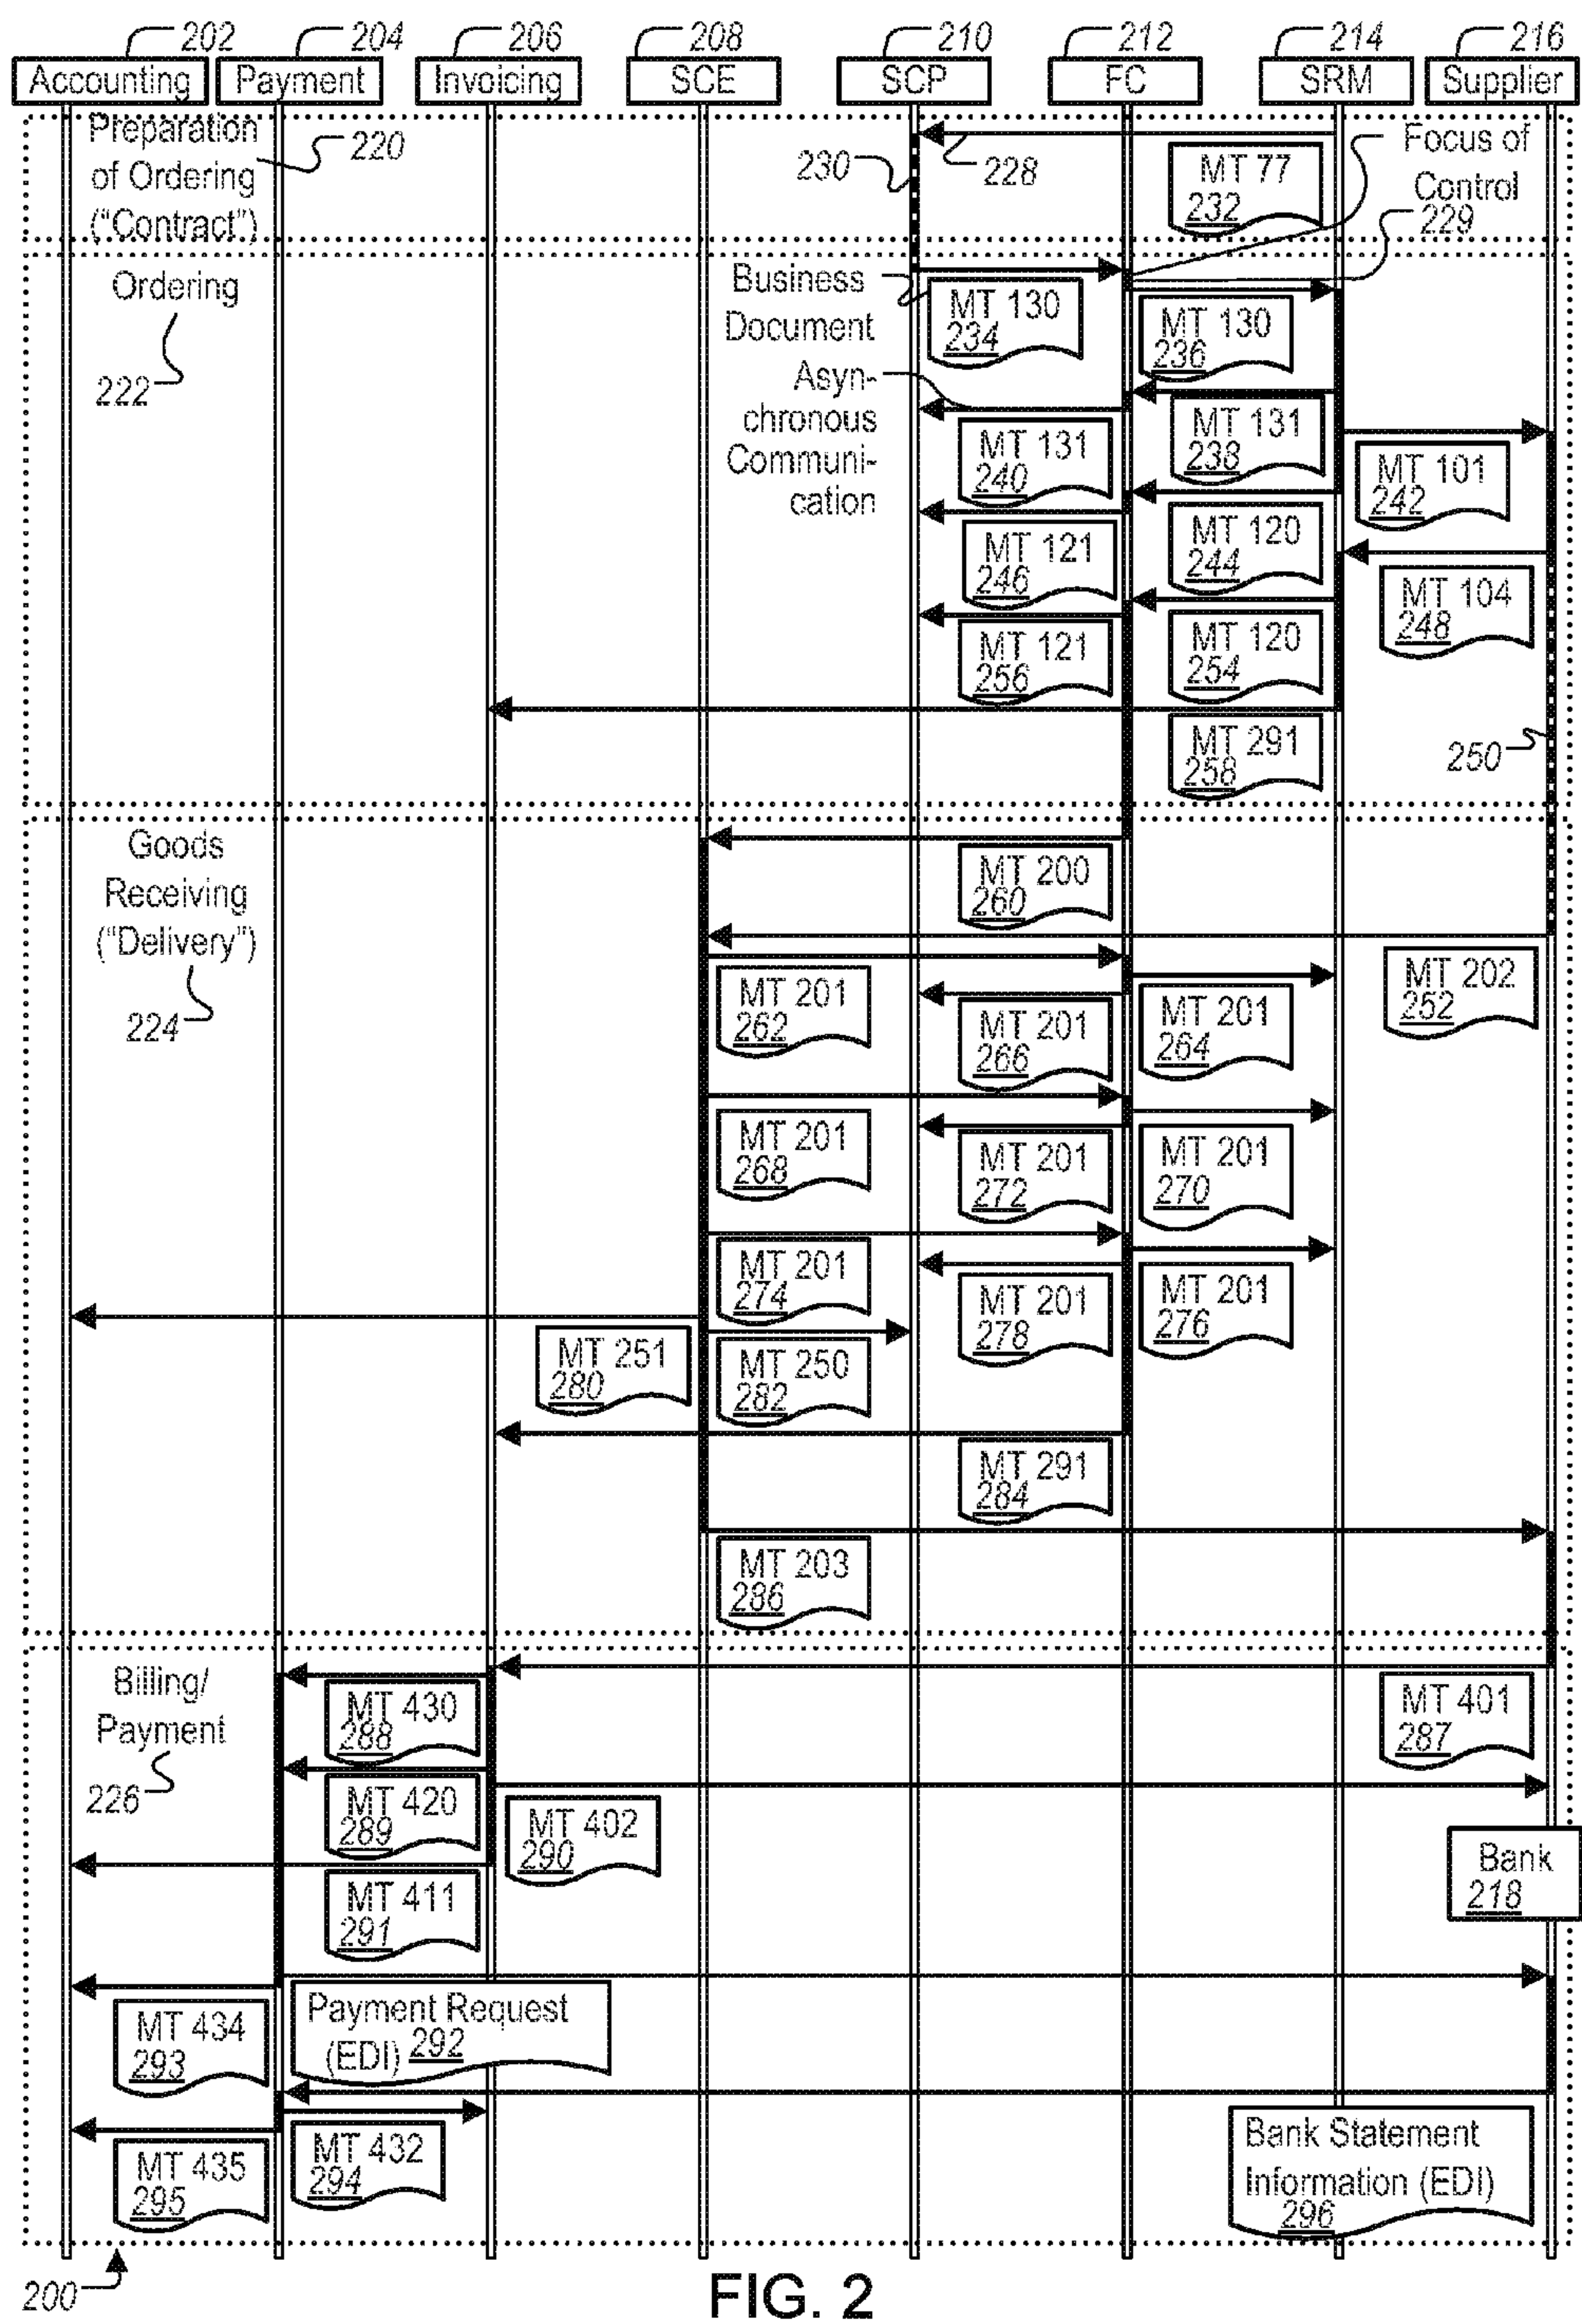 202 204 206 208 210 212 214 216
Accounting Payment Invoicing SCE SCP FC SRM Supplier
Preparation
of Ordering
("Contract")
220
230
228
MT 77
232
Focus of
Control
229
Ordering
222
Business
Document
MT 130
234
MT 130
236
Asyn-
chronous
Communi-
cation
MT 131
240
MT 131
238
MT 101
242
MT 121
246
MT 120
244
MT 104
248
MT 121
256
MT 120
254
MT 291
258
250
Goods
Receiving
("Delivery")
224
MT 200
260
MT 201
262
MT 201
266
MT 201
264
MT 202
252
MT 201
268
MT 201
272
MT 201
270
MT 201
274
MT 201
278
MT 201
276
MT 251
280
MT 250
282
MT 291
284
MT 203
286
Billing/
Payment
226
MT 430
288
MT 401
287
MT 420
289
MT 402
290
MT 411
291
Bank
218
MT 434
293
Payment Request
(EDI) 292
MT 435
295
MT 432
294
Bank Statement
Information (EDI)
296
200
FIG. 2